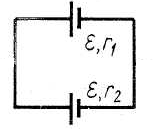 ℰ, r₁
ℰ, r₂